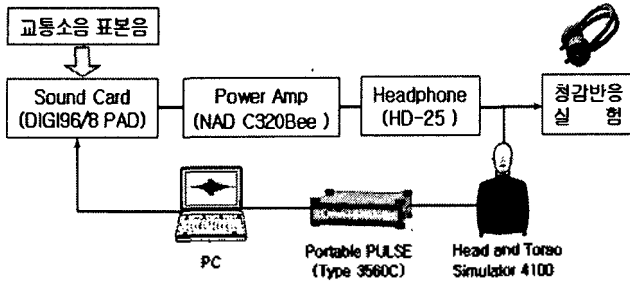 교통소음 표본음
Sound Card
(DIGI96/8 PAD)
Power Amp
(NAD C320Bee )
Headphone
(HD-25 )
청감반응
실 험
PC
Portable PULSE
(Type 3560C)
Head and Torso
Simulator 4100